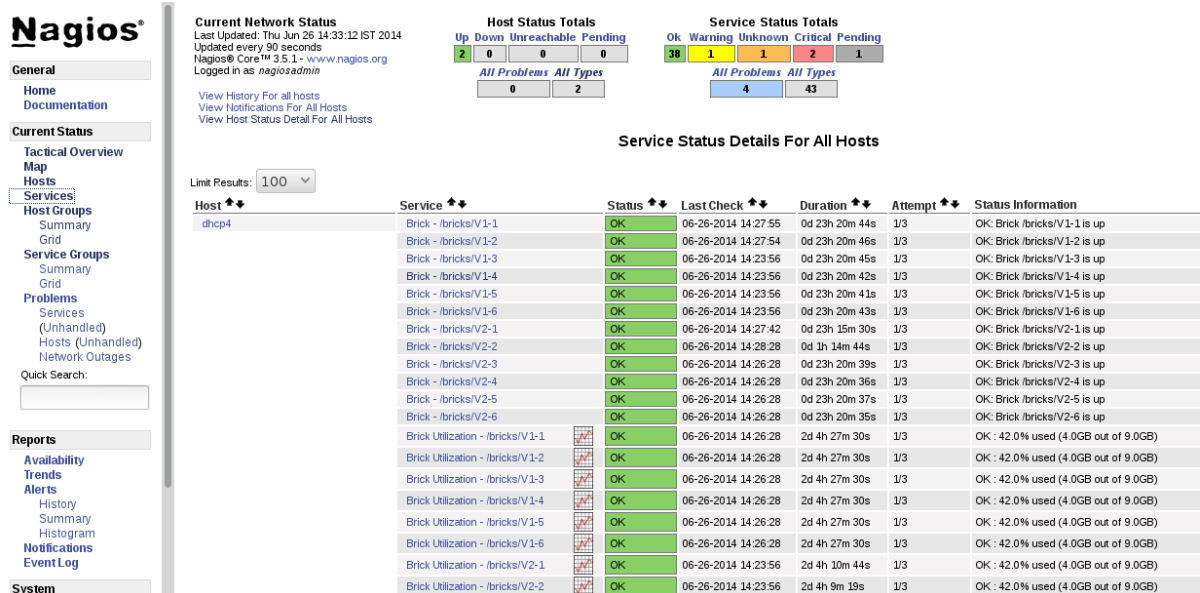 Nagios®
General
Home
Documentation
Current Status
Tactical Overview
Map
Hosts
Services
Host Groups
Summary
Grid
Service Groups
Summary
Grid
Problems
Services
(Unhandled)
Hosts (Unhandled)
Network Outages
Quick Search:
Reports
Availability
Trends
Alerts
History
Summary
Histogram
Notifications
Event Log
System
Current Network Status
Last Updated: Thu Jun 26 14:33:12 IST 2014
Updated every 90 seconds
Nagios® Core™ 3.5.1 - www.nagios.org
Logged in as nagiosadmin
View History For all hosts
View Notifications For All Hosts
View Host Status Detail For All Hosts
Host Status Totals
Up Down Unreachable Pending
2 0 0 0
All Problems All Types
0 2
Service Status Totals
Ok Warning Unknown Critical Pending
38 1 1 2 1
All Problems All Types
4 43
Service Status Details For All Hosts
Limit Results: 100
Host Service Status Last Check Duration Attempt Status Information
dhcp4 Brick - /bricks/V1-1 OK 06-26-2014 14:27:55 0d 23h 20m 44s 1/3 OK: Brick /bricks/V1-1 is up
Brick - /bricks/V1-2 OK 06-26-2014 14:27:54 0d 23h 20m 46s 1/3 OK: Brick /bricks/V1-2 is up
Brick - /bricks/V1-3 OK 06-26-2014 14:23:56 0d 23h 20m 45s 1/3 OK: Brick /bricks/V1-3 is up
Brick - /bricks/V1-4 OK 06-26-2014 14:23:56 0d 23h 20m 42s 1/3 OK: Brick /bricks/V1-4 is up
Brick - /bricks/V1-5 OK 06-26-2014 14:23:56 0d 23h 20m 41s 1/3 OK: Brick /bricks/V1-5 is up
Brick - /bricks/V1-6 OK 06-26-2014 14:23:56 0d 23h 20m 43s 1/3 OK: Brick /bricks/V1-6 is up
Brick - /bricks/V2-1 OK 06-26-2014 14:27:42 0d 23h 15m 30s 1/3 OK: Brick /bricks/V2-1 is up
Brick - /bricks/V2-2 OK 06-26-2014 14:28:28 0d 1h 14m 44s 1/3 OK: Brick /bricks/V2-2 is up
Brick - /bricks/V2-3 OK 06-26-2014 14:26:28 0d 23h 20m 39s 1/3 OK: Brick /bricks/V2-3 is up
Brick - /bricks/V2-4 OK 06-26-2014 14:26:28 0d 23h 20m 36s 1/3 OK: Brick /bricks/V2-4 is up
Brick - /bricks/V2-5 OK 06-26-2014 14:26:28 0d 23h 20m 37s 1/3 OK: Brick /bricks/V2-5 is up
Brick - /bricks/V2-6 OK 06-26-2014 14:26:28 0d 23h 20m 35s 1/3 OK: Brick /bricks/V2-6 is up
Brick Utilization - /bricks/V1-1 OK 06-26-2014 14:26:28 2d 4h 27m 30s 1/3 OK : 42.0% used (4.0GB out of 9.0GB)
Brick Utilization - /bricks/V1-2 OK 06-26-2014 14:26:28 2d 4h 27m 30s 1/3 OK : 42.0% used (4.0GB out of 9.0GB)
Brick Utilization - /bricks/V1-3 OK 06-26-2014 14:26:28 2d 4h 27m 30s 1/3 OK : 42.0% used (4.0GB out of 9.0GB)
Brick Utilization - /bricks/V1-4 OK 06-26-2014 14:26:28 2d 4h 27m 30s 1/3 OK : 42.0% used (4.0GB out of 9.0GB)
Brick Utilization - /bricks/V1-5 OK 06-26-2014 14:26:28 2d 4h 27m 30s 1/3 OK : 42.0% used (4.0GB out of 9.0GB)
Brick Utilization - /bricks/V1-6 OK 06-26-2014 14:26:28 2d 4h 27m 30s 1/3 OK : 42.0% used (4.0GB out of 9.0GB)
Brick Utilization - /bricks/V2-1 OK 06-26-2014 14:23:56 2d 4h 10m 44s 1/3 OK : 42.0% used (4.0GB out of 9.0GB)
Brick Utilization - /bricks/V2-2 OK 06-26-2014 14:23:56 2d 4h 9m 19s 1/3 OK : 42.0% used (4.0GB out of 9.0GB)